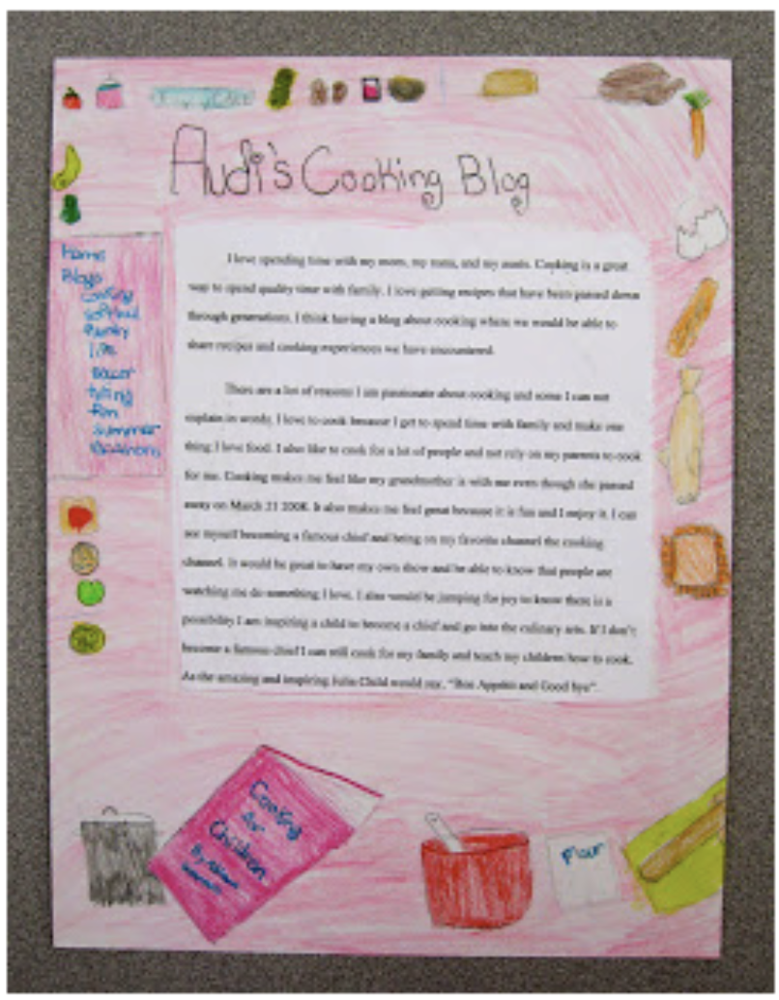 Audi's Cooking Blog
home
Blogs
cooking
softball
family
life
soccer
fun
summer
I love spending time with my mom, my nana, and my aunts. Cooking is a great
way to spend quality time with family. I love getting recipes that have been passed down
through generations. I think having a blog about cooking where we would be able to
share recipes and cooking experiences we have encountered.
There are a lot of reasons I am passionate about cooking and some I can not
explain in words. I love to cook because I get to spend time with family and make one
thing I love food. I also like to cook for a lot of people and not rely on my parents to cook
for me. Cooking makes me feel like my grandmother is with me even though she passed
away on March 21 2008. It also makes me feel great because it is fun and I enjoy it. I can
see myself becoming a famous chief and being on my favorite channel the cooking
channel. It would be great to have my own show and be able to know that people are
watching me do something I love. I also would be jumping for joy to know there is a
possibility I am inspiring a child to become a chief and go into the culinary arts. If I don't
become a famous chief I can still cook for my family and teach my children how to cook.
As the amazing and inspiring Julia Child would say, "Bon Appetit and Good bye"
Cooking
for
Children
By
Flour